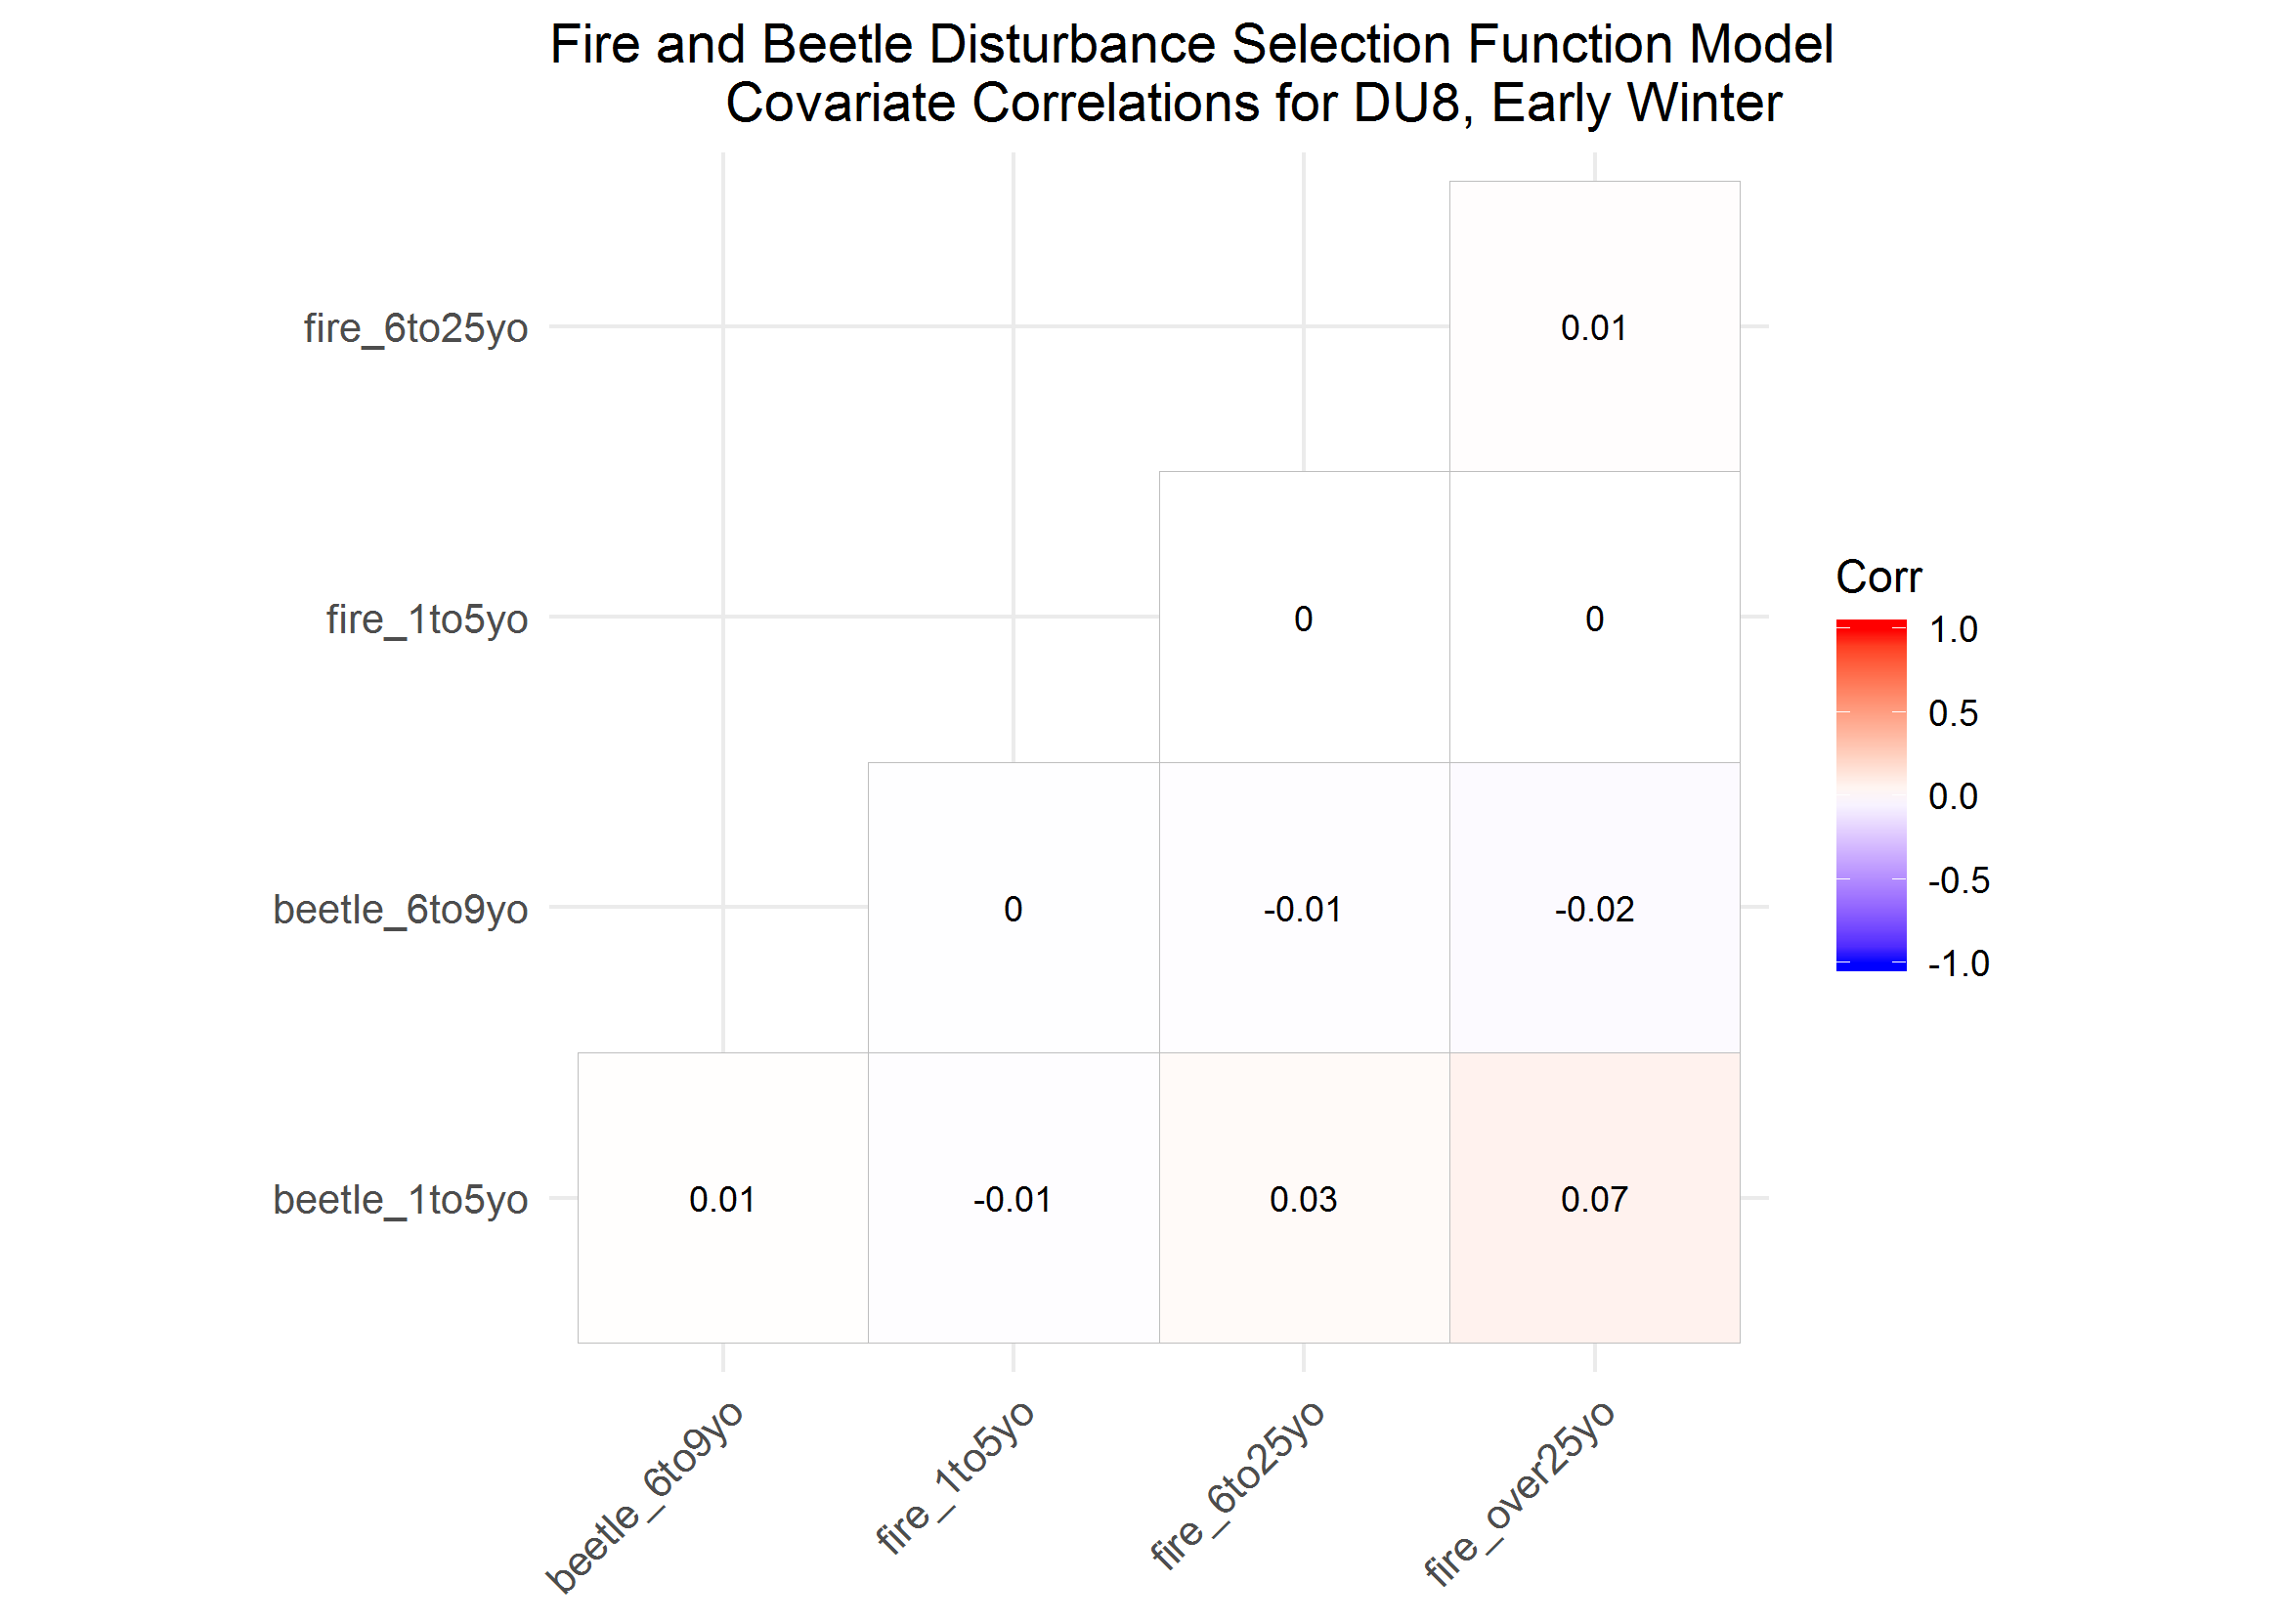 Fire and Beetle Disturbance Selection Function Model
Covariate Correlations for DU8, Early Winter
fire_6to25yo
0.01
fire_1to5yo
0
0
beetle_6to9yo
0
-0.01
-0.02
beetle_1to5yo
0.01
-0.01
0.03
0.07
beetle_6to9yo
fire_1to5yo
fire_6to25yo
fire_over25yo
Corr
1.0
0.5
0.0
-0.5
-1.0